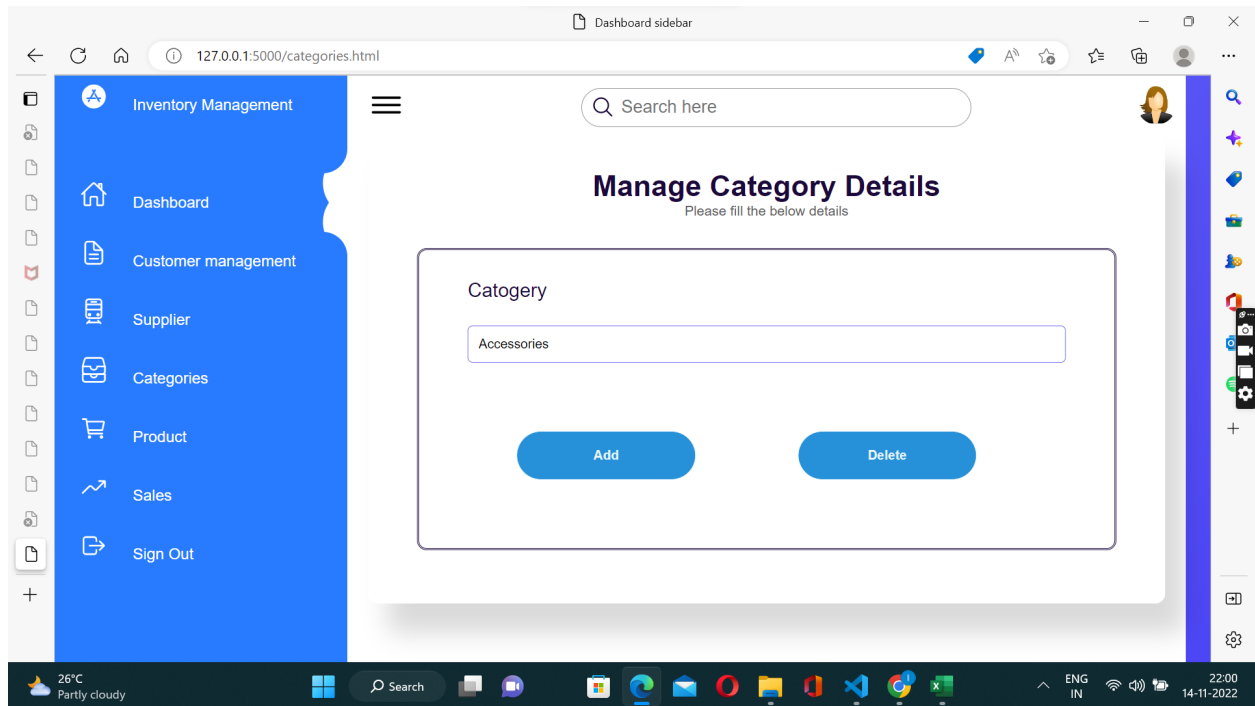 Dashboard sidebar
127.0.0.1:5000/categories.html
Inventory Management
Search here
Dashboard
Customer management
Supplier
Categories
Product
Sales
Sign Out
Manage Category Details
Please fill the below details
Catogery
Accessories
Add
Delete
26°C
Partly cloudy
Search
ENG
IN
22:00
14-11-2022